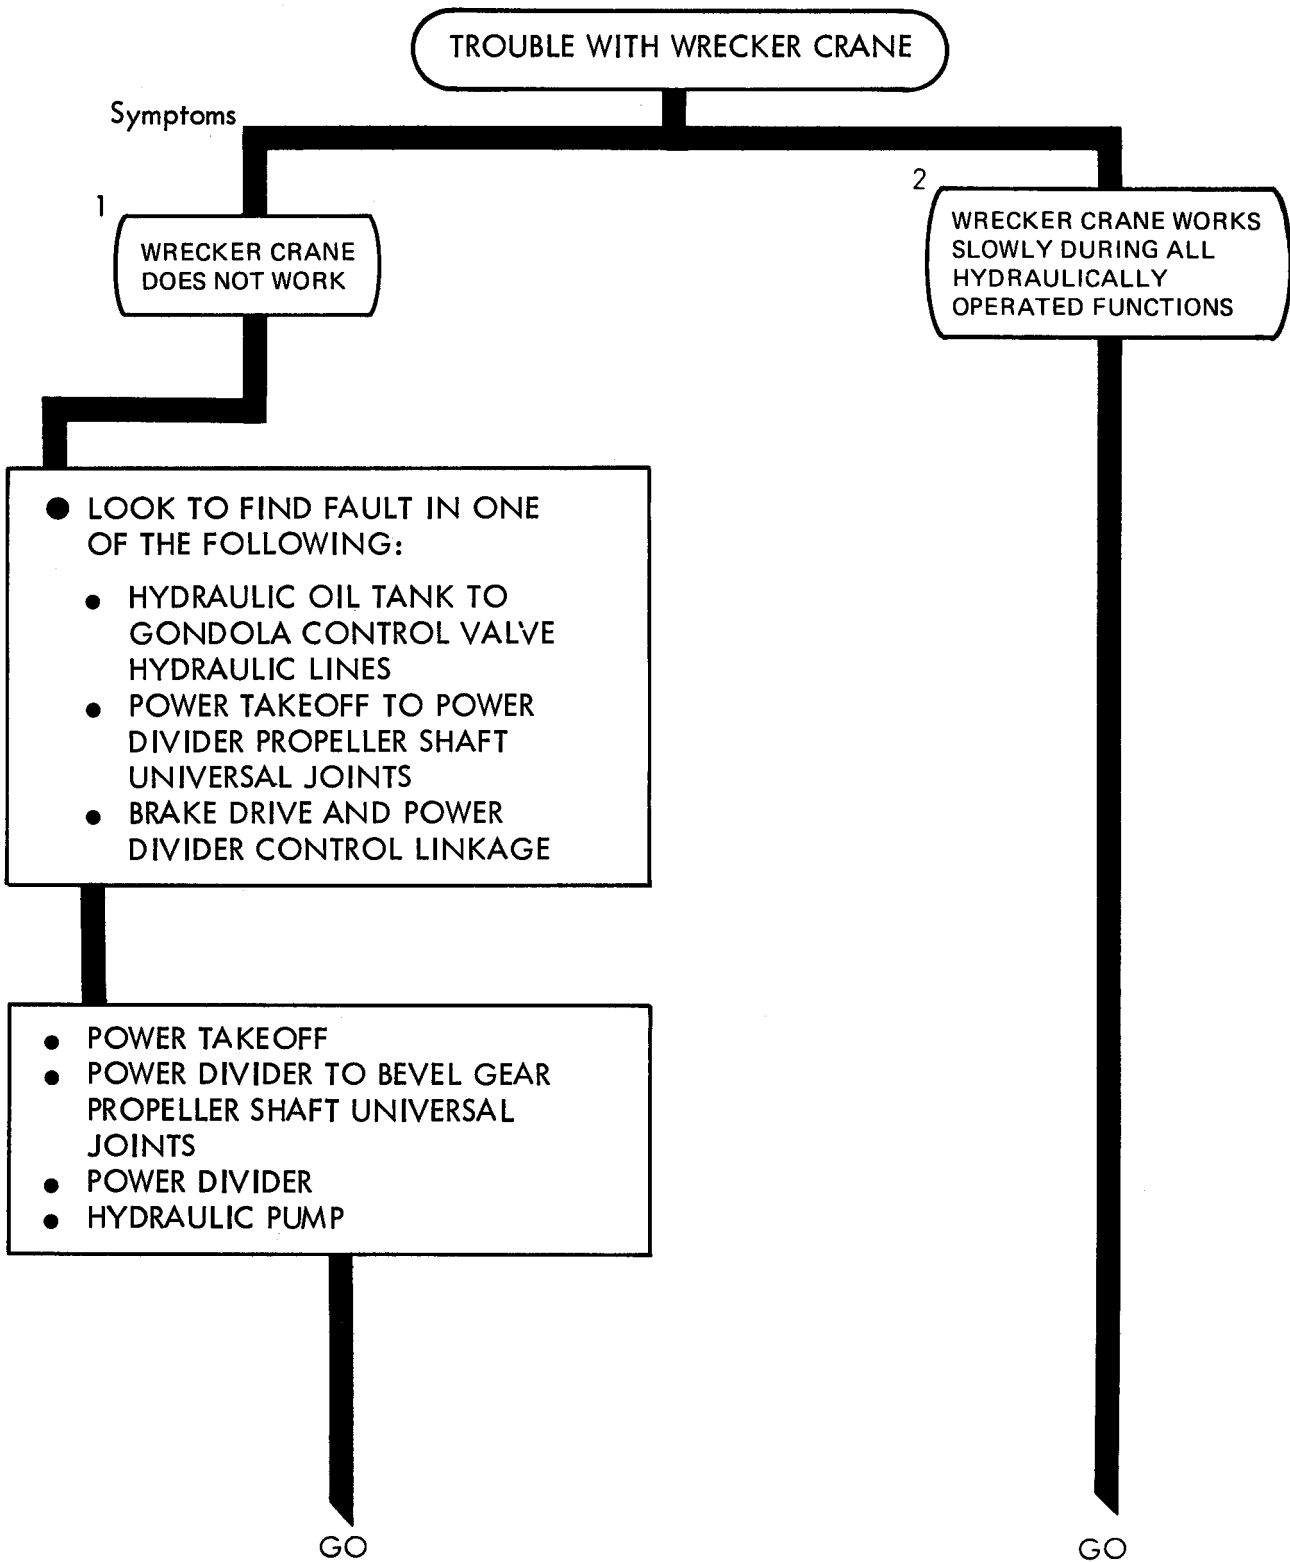 TROUBLE WITH WRECKER CRANE
Symptoms
1
WRECKER CRANE
DOES NOT WORK
2
WRECKER CRANE WORKS
SLOWLY DURING ALL
HYDRAULICALLY
OPERATED FUNCTIONS
● LOOK TO FIND FAULT IN ONE
OF THE FOLLOWING:
● HYDRAULIC OIL TANK TO
GONDOLA CONTROL VALVE
HYDRAULIC LINES
● POWER TAKEOFF TO POWER
DIVIDER PROPELLER SHAFT
UNIVERSAL JOINTS
● BRAKE DRIVE AND POWER
DIVIDER CONTROL LINKAGE
● POWER TAKEOFF
● POWER DIVIDER TO BEVEL GEAR
PROPELLER SHAFT UNIVERSAL
JOINTS
● POWER DIVIDER
● HYDRAULIC PUMP
GO
GO